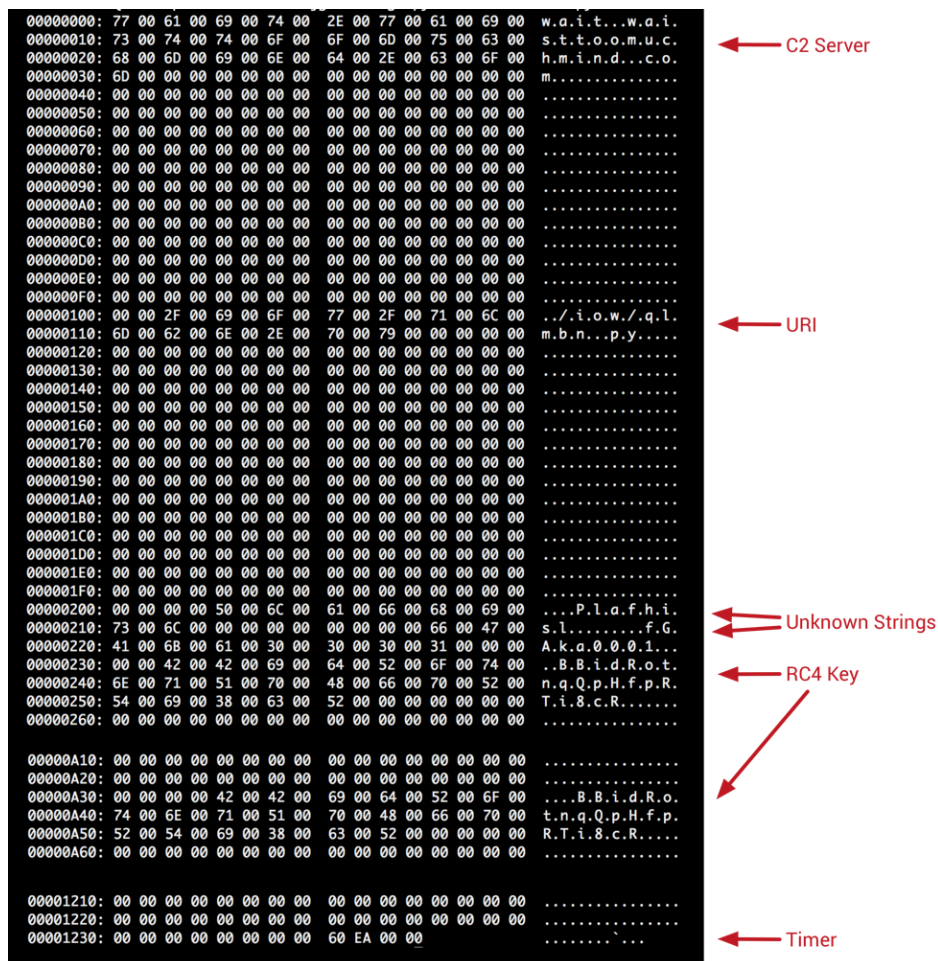 00000000: 77 00 61 00 69 00 74 00 2E 00 77 00 61 00 69 00 w.a.i.t...w.a.i.
00000010: 73 00 74 00 74 00 6F 00 6F 00 6D 00 75 00 63 00 s.t.t.o.o.m.u.c.
C2 Server
00000020: 68 00 6D 00 69 00 6E 00 64 00 2E 00 63 00 6F 00 h.m.i.n.d...c.o.
00000030: 6D 00 00 00 00 00 00 00 00 00 00 00 00 00 00 00 m...............
00000040: 00 00 00 00 00 00 00 00 00 00 00 00 00 00 00 00 ................
00000050: 00 00 00 00 00 00 00 00 00 00 00 00 00 00 00 00 ................
00000060: 00 00 00 00 00 00 00 00 00 00 00 00 00 00 00 00 ................
00000070: 00 00 00 00 00 00 00 00 00 00 00 00 00 00 00 00 ................
00000080: 00 00 00 00 00 00 00 00 00 00 00 00 00 00 00 00 ................
00000090: 00 00 00 00 00 00 00 00 00 00 00 00 00 00 00 00 ................
000000A0: 00 00 00 00 00 00 00 00 00 00 00 00 00 00 00 00 ................
000000B0: 00 00 00 00 00 00 00 00 00 00 00 00 00 00 00 00 ................
000000C0: 00 00 00 00 00 00 00 00 00 00 00 00 00 00 00 00 ................
000000D0: 00 00 00 00 00 00 00 00 00 00 00 00 00 00 00 00 ................
000000E0: 00 00 00 00 00 00 00 00 00 00 00 00 00 00 00 00 ................
000000F0: 00 00 00 00 00 00 00 00 00 00 00 00 00 00 00 00 ................
00000100: 00 00 2F 00 69 00 6F 00 77 00 2F 00 71 00 6C 00 ../.i.o.w./.q.l.
URI
00000110: 6D 00 62 00 6E 00 2E 00 70 00 79 00 00 00 00 00 m.b.n...p.y.....
00000120: 00 00 00 00 00 00 00 00 00 00 00 00 00 00 00 00 ................
00000130: 00 00 00 00 00 00 00 00 00 00 00 00 00 00 00 00 ................
00000140: 00 00 00 00 00 00 00 00 00 00 00 00 00 00 00 00 ................
00000150: 00 00 00 00 00 00 00 00 00 00 00 00 00 00 00 00 ................
00000160: 00 00 00 00 00 00 00 00 00 00 00 00 00 00 00 00 ................
00000170: 00 00 00 00 00 00 00 00 00 00 00 00 00 00 00 00 ................
00000180: 00 00 00 00 00 00 00 00 00 00 00 00 00 00 00 00 ................
00000190: 00 00 00 00 00 00 00 00 00 00 00 00 00 00 00 00 ................
000001A0: 00 00 00 00 00 00 00 00 00 00 00 00 00 00 00 00 ................
000001B0: 00 00 00 00 00 00 00 00 00 00 00 00 00 00 00 00 ................
000001C0: 00 00 00 00 00 00 00 00 00 00 00 00 00 00 00 00 ................
000001D0: 00 00 00 00 00 00 00 00 00 00 00 00 00 00 00 00 ................
000001E0: 00 00 00 00 00 00 00 00 00 00 00 00 00 00 00 00 ................
000001F0: 00 00 00 00 00 00 00 00 00 00 00 00 00 00 00 00 ................
00000200: 00 00 00 00 50 00 6C 00 61 00 66 00 68 00 69 00 ....P.l.a.f.h.i.
Unknown Strings
00000210: 73 00 6C 00 00 00 00 00 00 00 00 00 66 00 47 00 s.l.........f.G.
00000220: 41 00 6B 00 61 00 30 00 30 00 30 00 31 00 00 00 A.k.a.0.0.0.1...
00000230: 00 00 42 00 42 00 69 00 64 00 52 00 6F 00 74 00 ..B.B.i.d.R.o.t.
RC4 Key
00000240: 6E 00 71 00 51 00 70 00 48 00 66 00 70 00 52 00 n.q.Q.p.H.f.p.R.
00000250: 54 00 69 00 38 00 63 00 52 00 00 00 00 00 00 00 T.i.8.c.R.......
00000260: 00 00 00 00 00 00 00 00 00 00 00 00 00 00 00 00 ................
00000A10: 00 00 00 00 00 00 00 00 00 00 00 00 00 00 00 00 ................
00000A20: 00 00 00 00 00 00 00 00 00 00 00 00 00 00 00 00 ................
00000A30: 00 00 00 00 42 00 42 00 69 00 64 00 52 00 6F 00 ....B.B.i.d.R.o.
00000A40: 74 00 6E 00 71 00 51 00 70 00 48 00 66 00 70 00 t.n.q.Q.p.H.f.p.
00000A50: 52 00 54 00 69 00 38 00 63 00 52 00 00 00 00 00 R.T.i.8.c.R.....
00000A60: 00 00 00 00 00 00 00 00 00 00 00 00 00 00 00 00 ................
00001210: 00 00 00 00 00 00 00 00 00 00 00 00 00 00 00 00 ................
00001220: 00 00 00 00 00 00 00 00 00 00 00 00 00 00 00 00 ................
00001230: 00 00 00 00 00 00 00 00 60 EA 00 00 ........`...
Timer